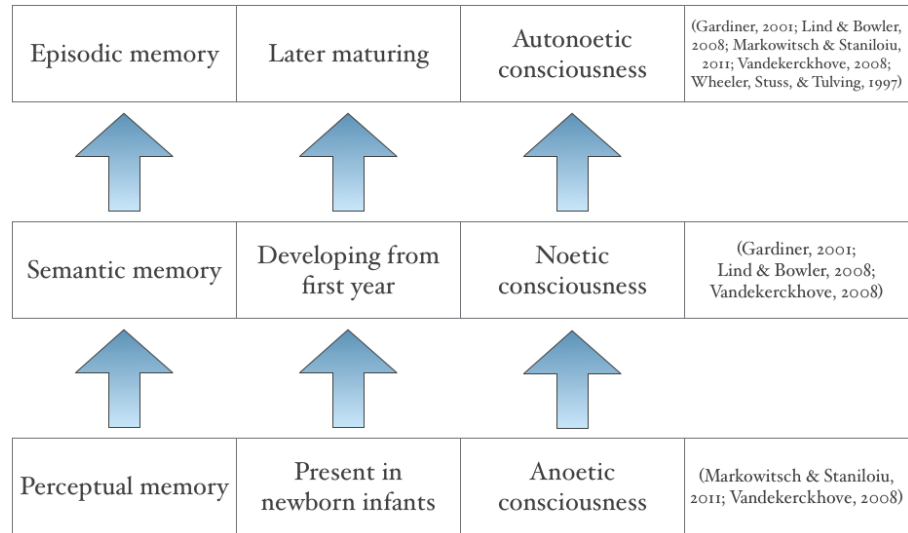 Episodic memory
Later maturing
Autonoetic
consciousness
(Gardiner, 2001; Lind & Bowler,
2008; Markowitsch & Staniloiu,
2011; Vandekerckhove, 2008;
Wheeler, Stuss, & Tulving, 1997)
Semantic memory
Developing from
first year
Noetic
consciousness
(Gardiner, 2001;
Lind & Bowler, 2008;
Vandekerckhove, 2008)
Perceptual memory
Present in
newborn infants
Anoetic
consciousness
(Markowitsch & Staniloiu,
2011; Vandekerckhove, 2008)